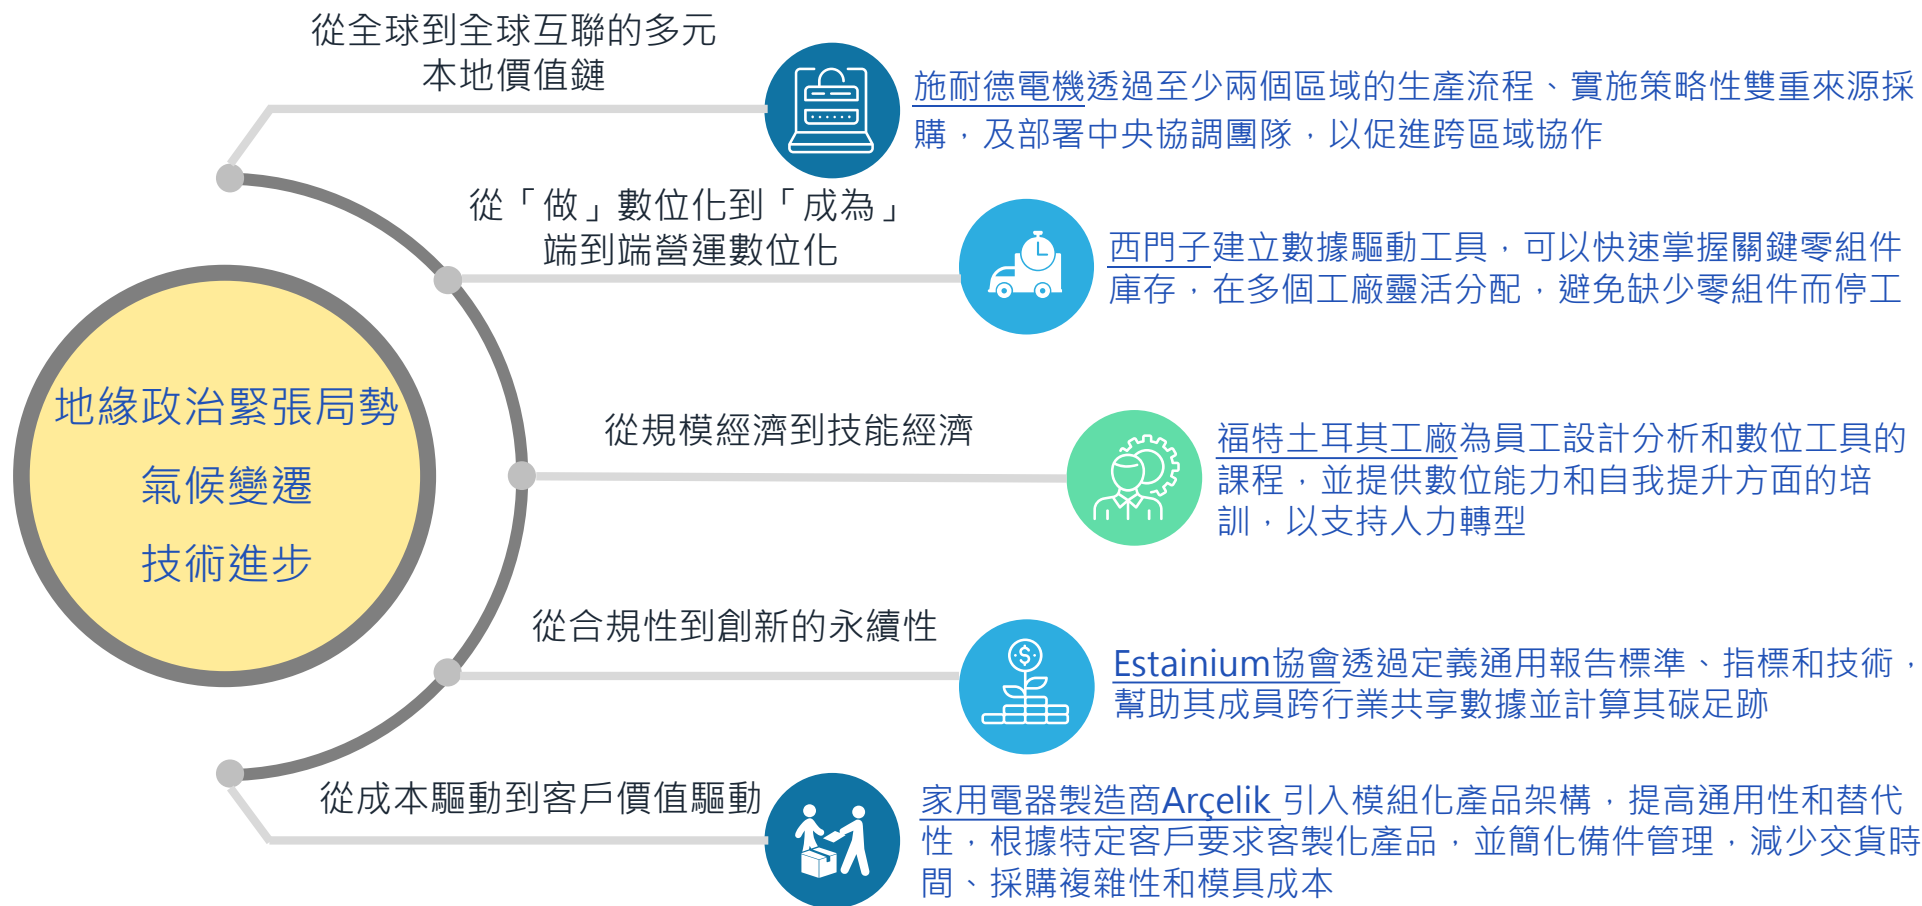 從全球到全球互聯的多元
本地價值鏈
施耐德電機透過至少兩個區域的生產流程、實施策略性雙重來源採
購，及部署中央協調團隊，以促進跨區域協作
從「做」數位化到「成為」
端到端營運數位化
西門子建立數據驅動工具，可以快速掌握關鍵零組件
庫存，在多個工廠靈活分配，避免缺少零組件而停工
地緣政治緊張局勢
氣候變遷
技術進步
從規模經濟到技能經濟
福特土耳其工廠為員工設計分析和數位工具的
課程，並提供數位能力和自我提升方面的培
訓，以支持人力轉型
從合規性到創新的永續性
Estainium協會透過定義通用報告標準、指標和技術，
幫助其成員跨行業共享數據並計算其碳足跡
從成本驅動到客戶價值驅動
家用電器製造商Arçelik 引入模組化產品架構，提高通用性和替代
性，根據特定客戶要求客製化產品，並簡化備件管理，減少交貨時
間、採購複雜性和模具成本